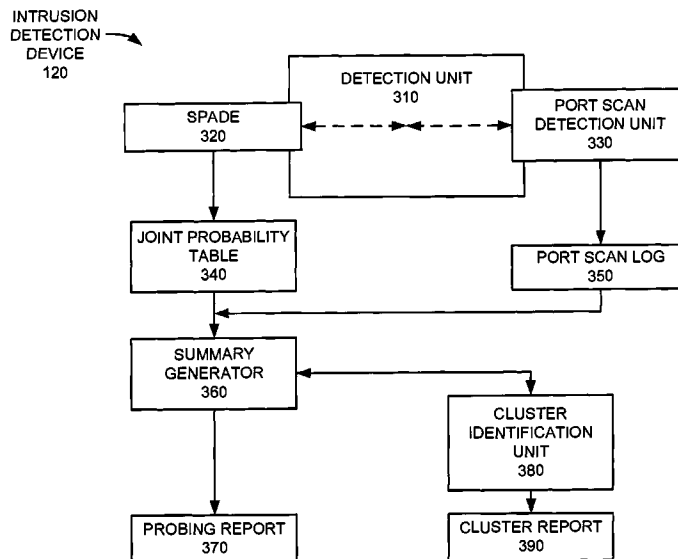 INTRUSION
DETECTION
DEVICE
120
DETECTION UNIT
310
SPADE
320
PORT SCAN
DETECTION UNIT
330
JOINT PROBABILITY
TABLE
340
PORT SCAN LOG
350
SUMMARY
GENERATOR
360
CLUSTER
IDENTIFICATION
UNIT
380
PROBING REPORT
370
CLUSTER REPORT
390